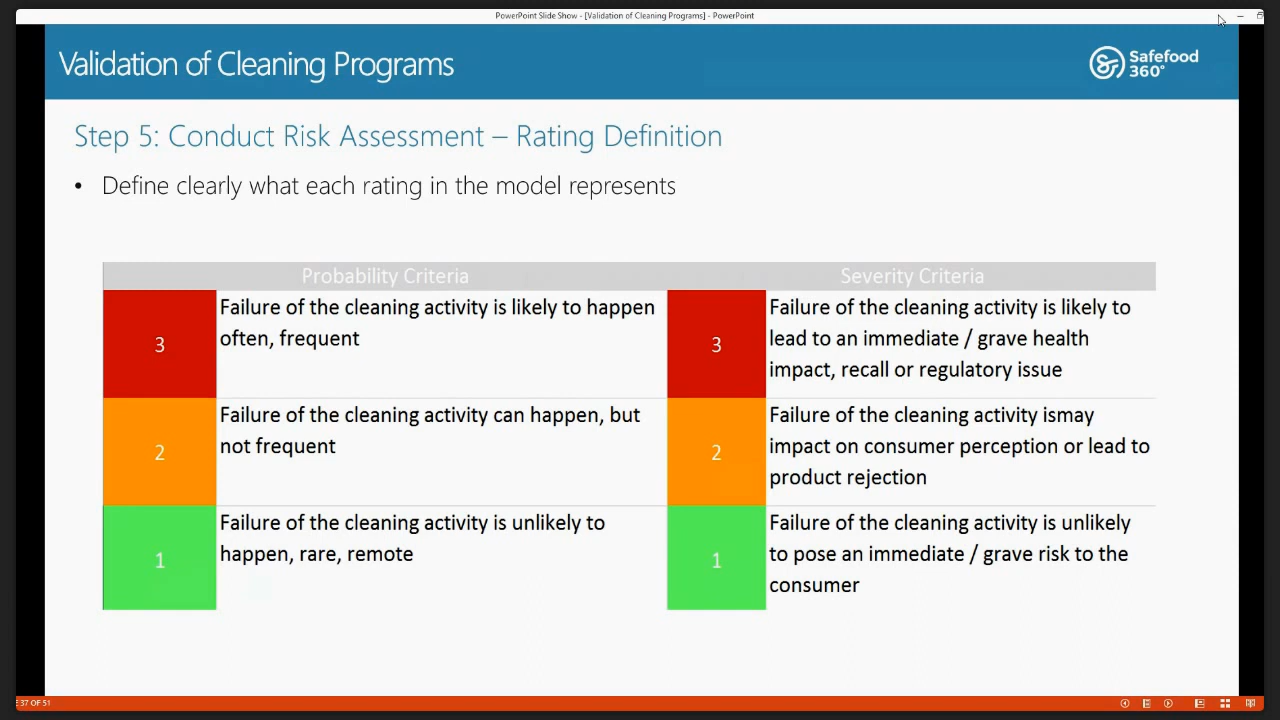 PowerPoint Slide Show - [Validation of Cleaning Programs] - PowerPoint
Validation of Cleaning Programs
Safefood
360°
Step 5: Conduct Risk Assessment – Rating Definition
• Define clearly what each rating in the model represents
Probability Criteria
Severity Criteria
3
Failure of the cleaning activity is likely to happen
often, frequent
3
Failure of the cleaning activity is likely to
lead to an immediate / grave health
impact, recall or regulatory issue
2
Failure of the cleaning activity can happen, but
not frequent
2
Failure of the cleaning activity ismay
impact on consumer perception or lead to
product rejection
1
Failure of the cleaning activity is unlikely to
happen, rare, remote
1
Failure of the cleaning activity is unlikely
to pose an immediate / grave risk to the
consumer
E 37 OF 51